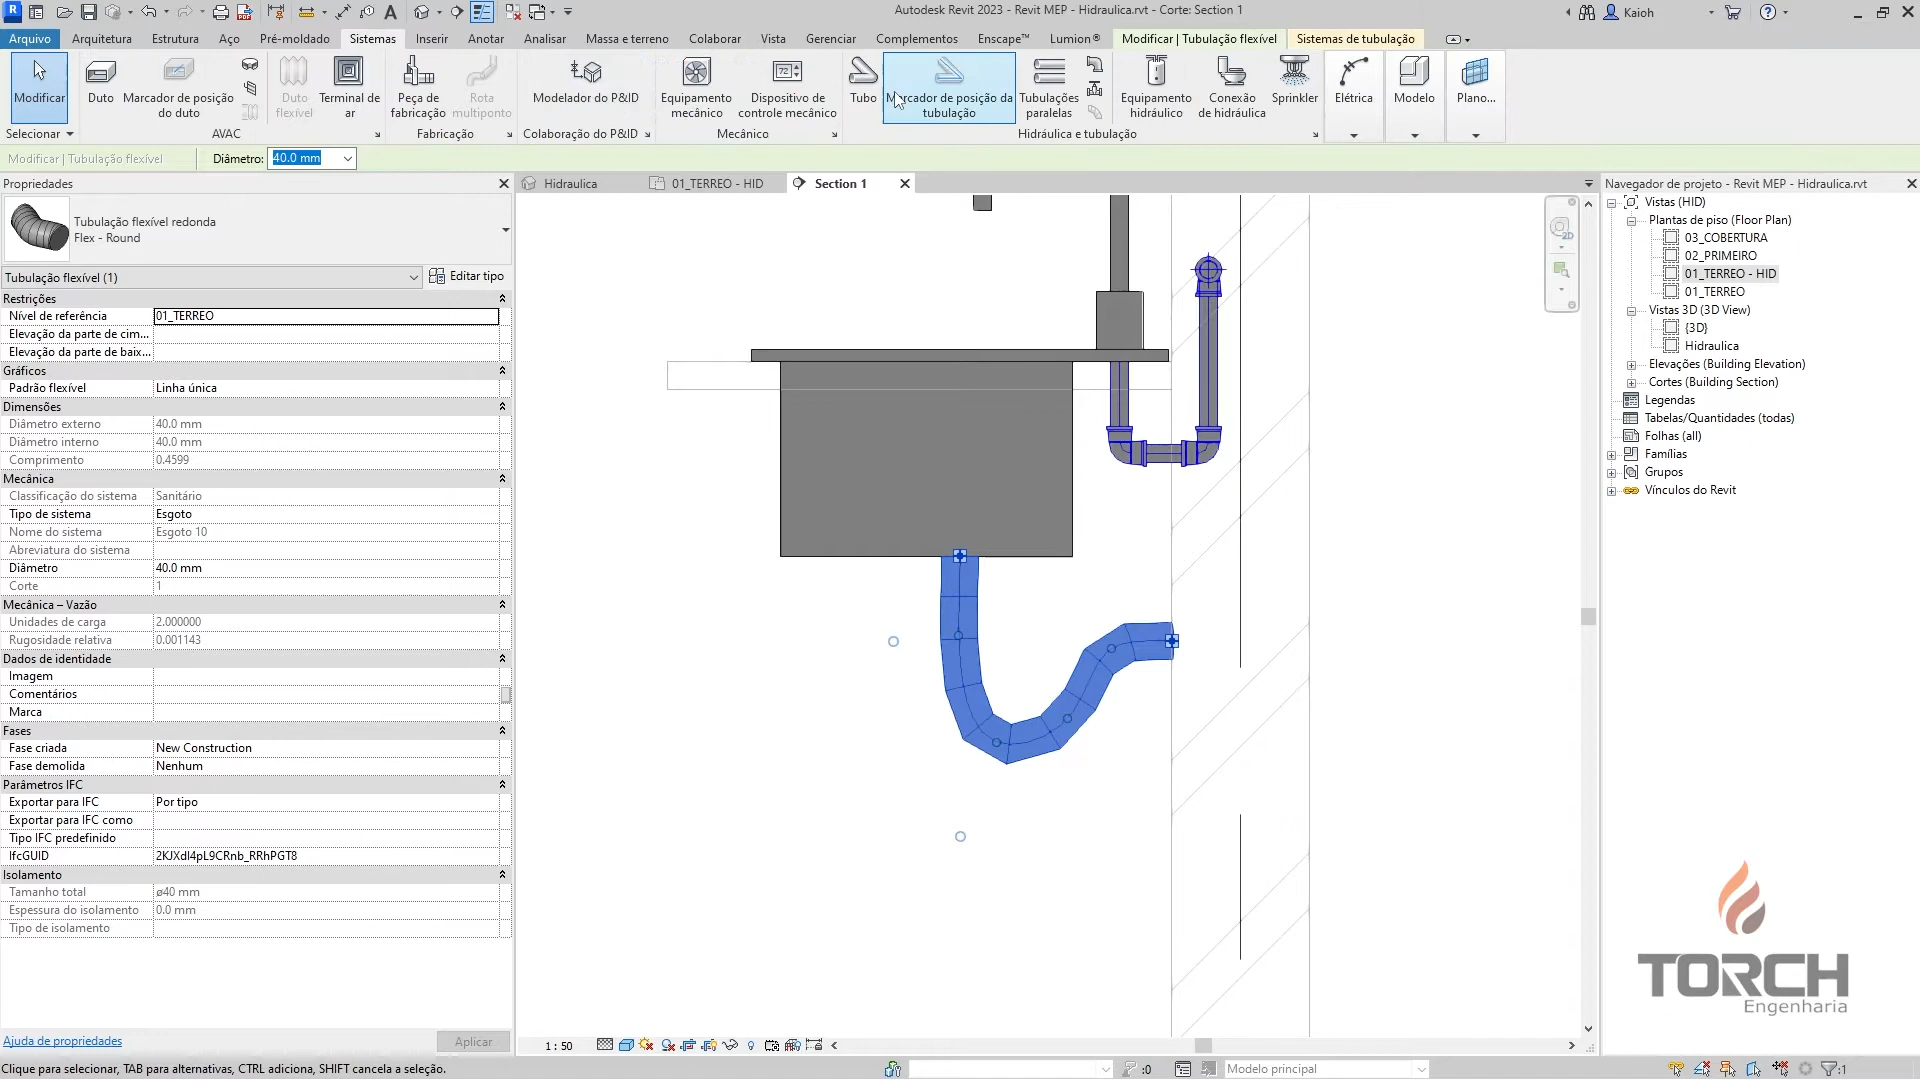 Autodesk Revit 2023 - Revit MEP - Hidraulica.rvt - Corte: Section 1
Kaioh
Arquivo Arquitetura Estrutura Aço Pré-moldado Sistemas Inserir Anotar Analisar Massa e terreno Colaborar Vista Gerenciar Complementos Enscape™ Lumion® Modificar | Tubulação flexível Sistemas de tubulação
Modificar
Duto
Marcador de posição do duto
Duto flexível
Terminal de ar
Peça de fabricação
Rota multiponto
Modelador do P&ID
Equipamento mecânico
Dispositivo de controle mecânico
Tubo
Marcador de posição da tubulação
Tubulações paralelas
Equipamento hidráulico
Conexão de hidráulica
Sprinkler
Elétrica
Modelo
Plano...
Selecionar
AVAC
Fabricação
Colaboração do P&ID
Mecânico
Hidráulica e tubulação
Modificar | Tubulação flexível
Diâmetro: 40.0 mm
Propriedades
Hidraulica
01_TERREO - HID
Section 1
Navegador de projeto - Revit MEP - Hidraulica.rvt
Tubulação flexível redonda
Flex - Round
Tubulação flexível (1)
Editar tipo
Restrições
Nível de referência 01_TERREO
Elevação da parte de cim...
Elevação da parte de baix...
Gráficos
Padrão flexível Linha única
Dimensões
Diâmetro externo 40.0 mm
Diâmetro interno 40.0 mm
Comprimento 0.4599
Mecânica
Classificação do sistema Sanitário
Tipo de sistema Esgoto
Nome do sistema Esgoto 10
Abreviatura do sistema
Diâmetro 40.0 mm
Corte 1
Mecânica – Vazão
Unidades de carga 2.000000
Rugosidade relativa 0.001143
Dados de identidade
Imagem
Comentários
Marca
Fases
Fase criada New Construction
Fase demolida Nenhum
Parâmetros IFC
Exportar para IFC Por tipo
Exportar para IFC como
Tipo IFC predefinido
IfcGUID 2KJXdI4pL9CRnb_RRhPGT8
Isolamento
Tamanho total ø40 mm
Espessura do isolamento 0.0 mm
Tipo de isolamento
Ajuda de propriedades
Aplicar
Vistas (HID)
Plantas de piso (Floor Plan)
03_COBERTURA
02_PRIMEIRO
01_TERREO - HID
01_TERREO
Vistas 3D (3D View)
{3D}
Hidraulica
Elevações (Building Elevation)
Cortes (Building Section)
Legendas
Tabelas/Quantidades (todas)
Folhas (all)
Famílias
Grupos
Vínculos do Revit
TORCH
Engenharia
1 : 50
Clique para selecionar, TAB para alternativas, CTRL adiciona, SHIFT cancela a seleção.
:0
Modelo principal
:1